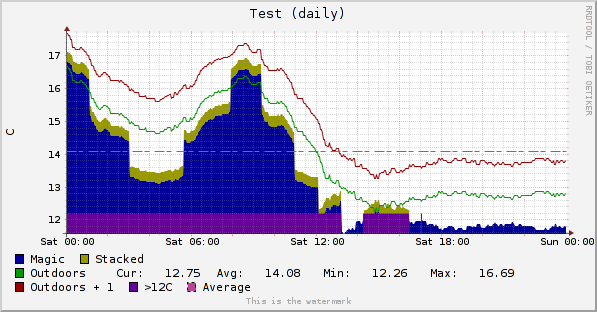 Test (daily)
RRDTOOL / TOBI OETIKER
C
17
16
15
14
13
12
Sat 00:00 Sat 06:00 Sat 12:00 Sat 18:00 Sun 00:00
Magic Stacked
Outdoors Cur: 12.75 Avg: 14.08 Min: 12.26 Max: 16.69
Outdoors + 1 >12C Average
This is the watermark